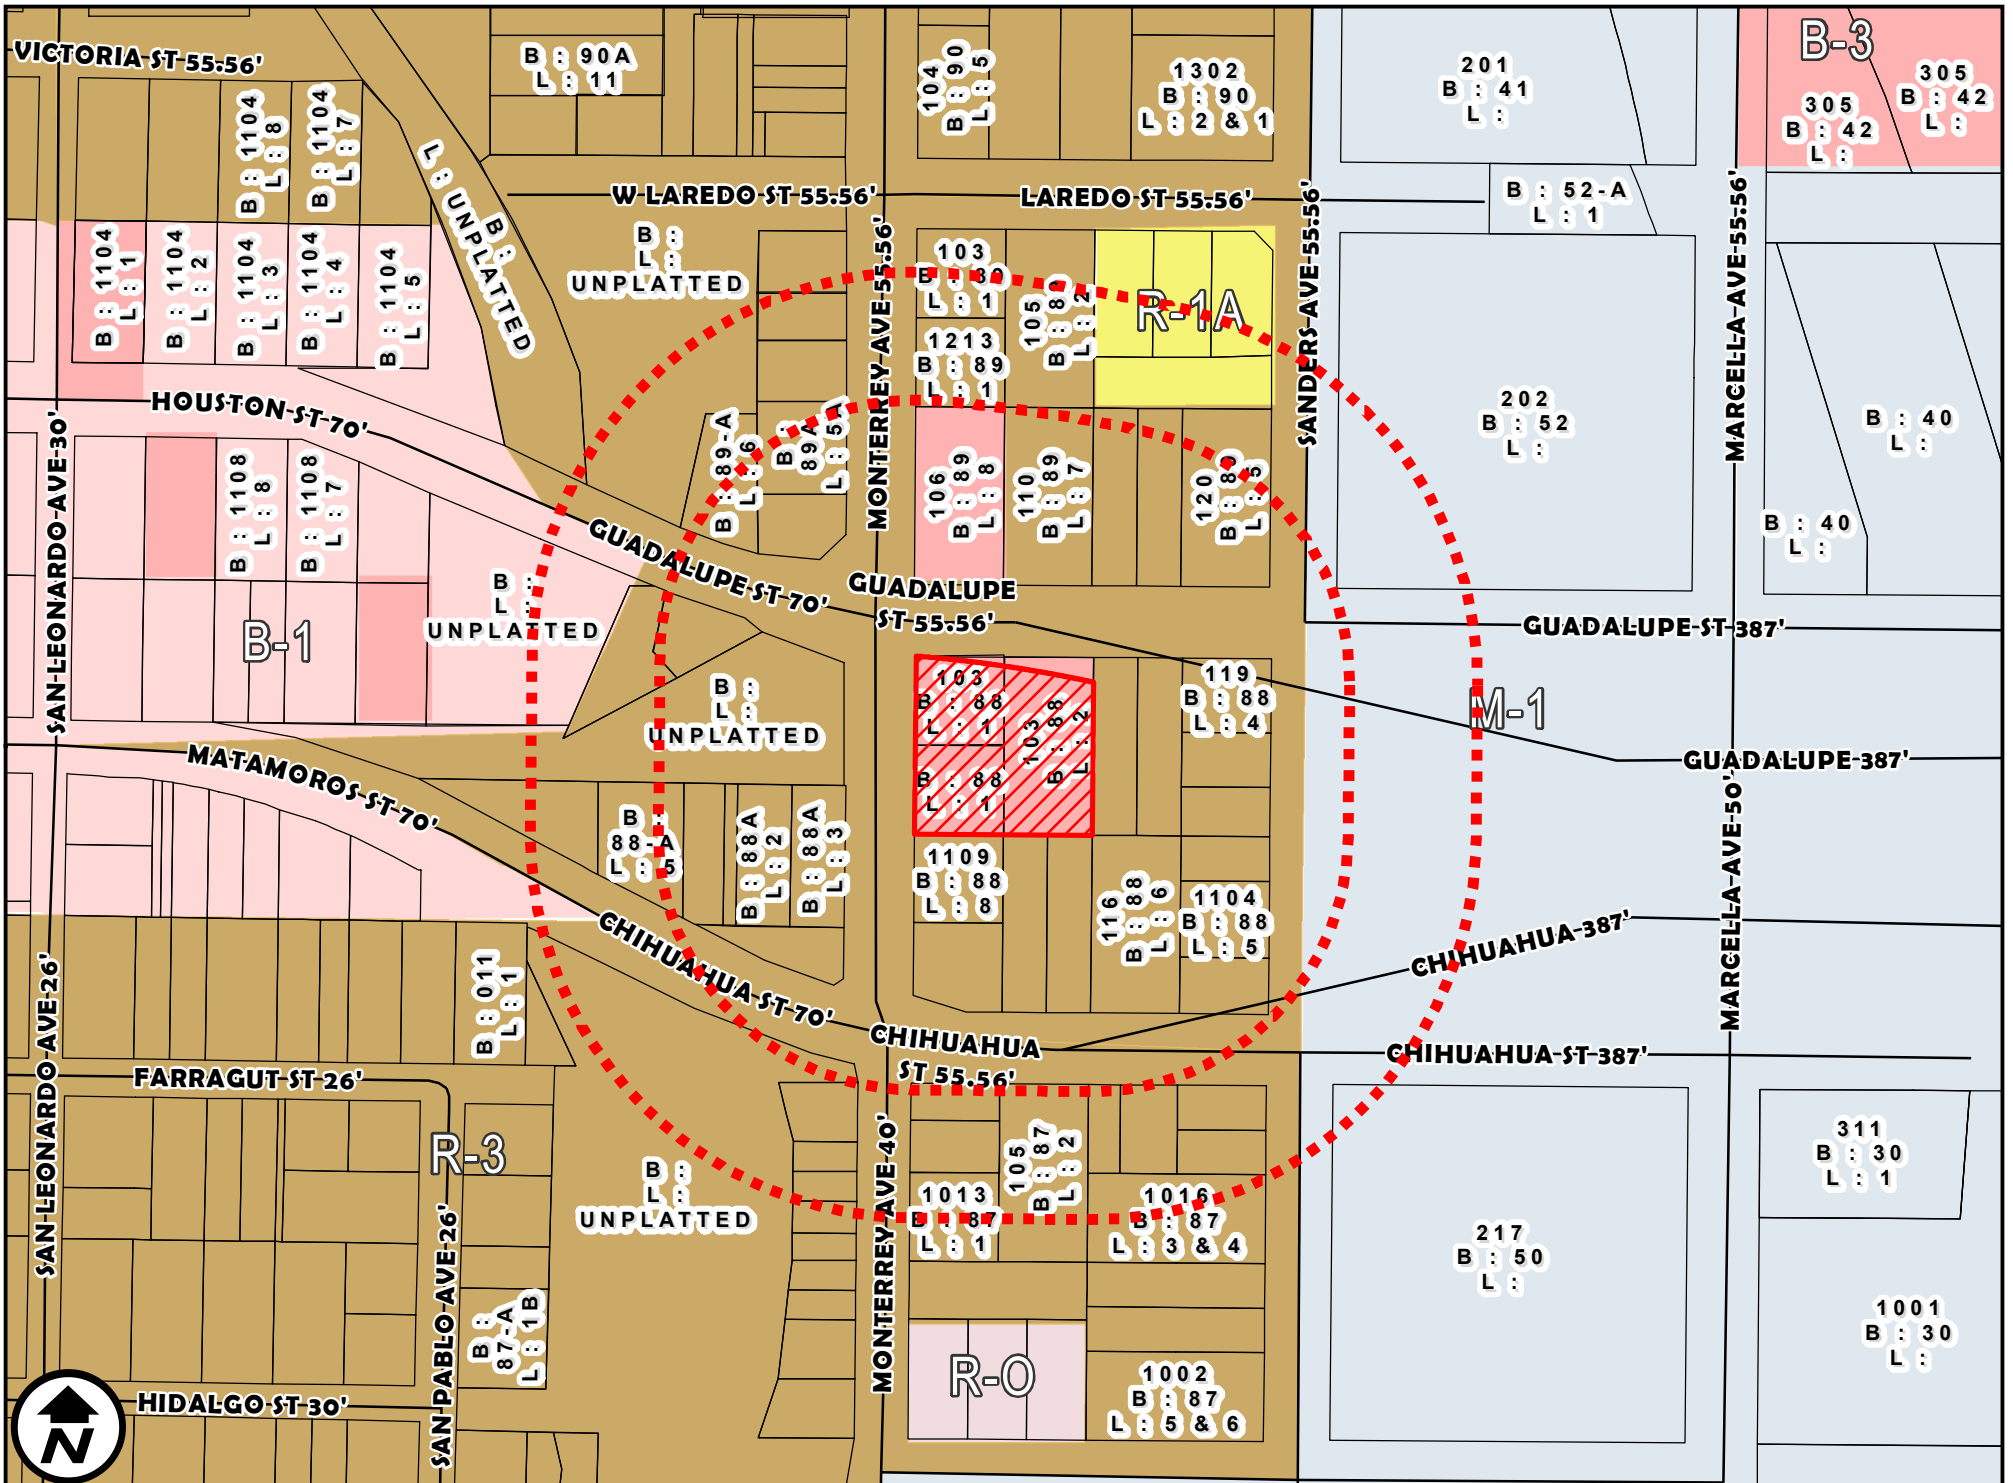 VICTORIA ST 55.56'
B : 90A
L : 11
104
B : 90
L : 5
1302
B : 90
L : 2 & 1
201
B : 41
L :
B-3
305
B : 42
L :
305
B : 42
L :
B : 1104
L : 8
B : 1104
L : 7
B :
L : UNPLATTED
W LAREDO ST 55.56'
LAREDO ST 55.56'
B : 52-A
L : 1
B : 1104
L : 1
B : 1104
L : 2
B : 1104
L : 3
B : 1104
L : 4
B : 1104
L : 5
B :
L :
UNPLATTED
MONTERREY AVE 55.56'
103
B : 89
L : 1
105
B : 89
L : 2
R-1A
SANDERS AVE 55.56'
MARCELLA AVE 55.56'
1213
B : 89
L : 1
HOUSTON ST 70'
SAN LEONARDO AVE 30'
B : 89-A
L : 6
B :
89A
L : 5A
106
B : 89
L : 8
110
B : 89
L : 7
120
B : 89
L : 5
202
B : 52
L :
B : 40
L :
B : 40
L :
B : 1108
L : 8
B : 1108
L : 7
GUADALUPE ST 70'
GUADALUPE
ST 55.56'
GUADALUPE ST 387'
B :
L :
UNPLATTED
B-1
B :
L :
UNPLATTED
103
B : 88
L : 1
103
B : 88
L : 2
B : 88
L : 1
119
B : 88
L : 4
M-1
GUADALUPE 387'
MATAMOROS ST 70'
B :
88-A
L : 5
B : 88A
L : 2
B : 88A
L : 3
1109
B : 88
L : 8
116
B : 88
L : 6
1104
B : 88
L : 5
MARCELLA AVE 50'
CHIHUAHUA 387'
CHIHUAHUA ST 70'
CHIHUAHUA
ST 55.56'
CHIHUAHUA ST 387'
SAN LEONARDO AVE 26'
B : 011
L : 1
FARRAGUT ST 26'
R-3
B :
L :
UNPLATTED
MONTERREY AVE 40'
1013
B : 87
L : 1
105
B : 87
L : 2
1016
B : 87
L : 3 & 4
311
B : 30
L : 1
217
B : 50
L :
SAN PABLO AVE 26'
B :
87-A
L : 1B
R-O
1002
B : 87
L : 5 & 6
1001
B : 30
L :
HIDALGO ST 30'
N